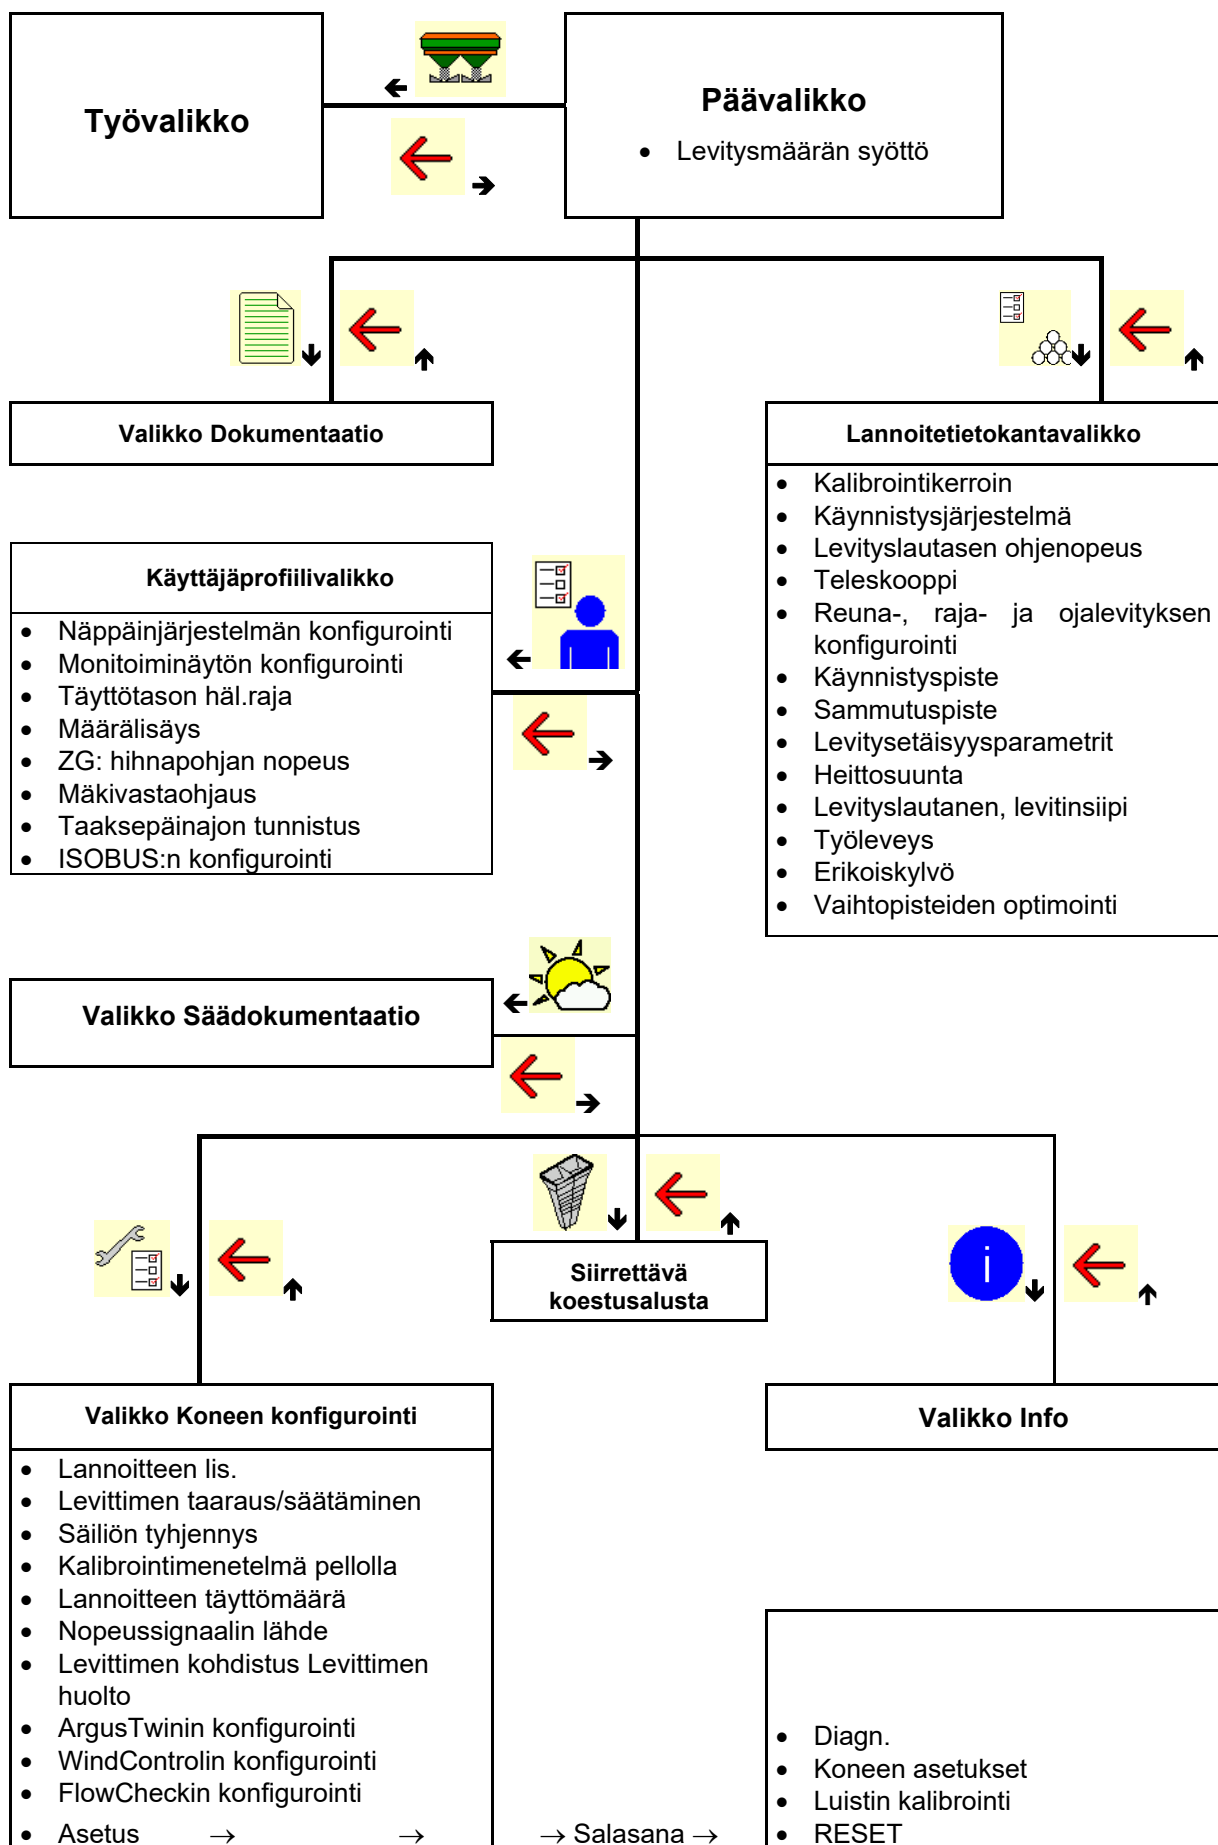 Työvalikko
Päävalikko
• Levitysmäärän syöttö
Valikko Dokumentaatio
Lannoitetietokantavalikko
• Kalibrointikerroin
• Käynnistysjärjestelmä
• Levityslautasen ohjenopeus
• Teleskooppi
• Reuna-, raja- ja ojalevityksen
konfigurointi
• Käynnistyspiste
• Sammutuspiste
• Levitysetäisyysparametrit
• Heittosuunta
• Levityslautanen, levitinsiipi
• Työleveys
• Erikoiskylvö
• Vaihtopisteiden optimointi
Käyttäjäprofiilivalikko
• Näppäinjärjestelmän konfigurointi
• Monitoiminäytön konfigurointi
• Täyttötason häl.raja
• Määrälisäys
• ZG: hihnapohjan nopeus
• Mäkivastaohjaus
• Taaksepäinajon tunnistus
• ISOBUS:n konfigurointi
Valikko Säädokumentaatio
Siirrettävä
koestusalusta
i
Valikko Koneen konfigurointi
• Lannoitteen lis.
• Levittimen taaraus/säätäminen
• Säiliön tyhjennys
• Kalibrointimenetelmä pellolla
• Lannoitteen täyttömäärä
• Nopeussignaalin lähde
• Levittimen kohdistus Levittimen
huolto
• ArgusTwinin konfigurointi
• WindControlin konfigurointi
• FlowCheckin konfigurointi
• Asetus → → → Salasana →
Valikko Info
• Diagn.
• Koneen asetukset
• Luistin kalibrointi
• RESET